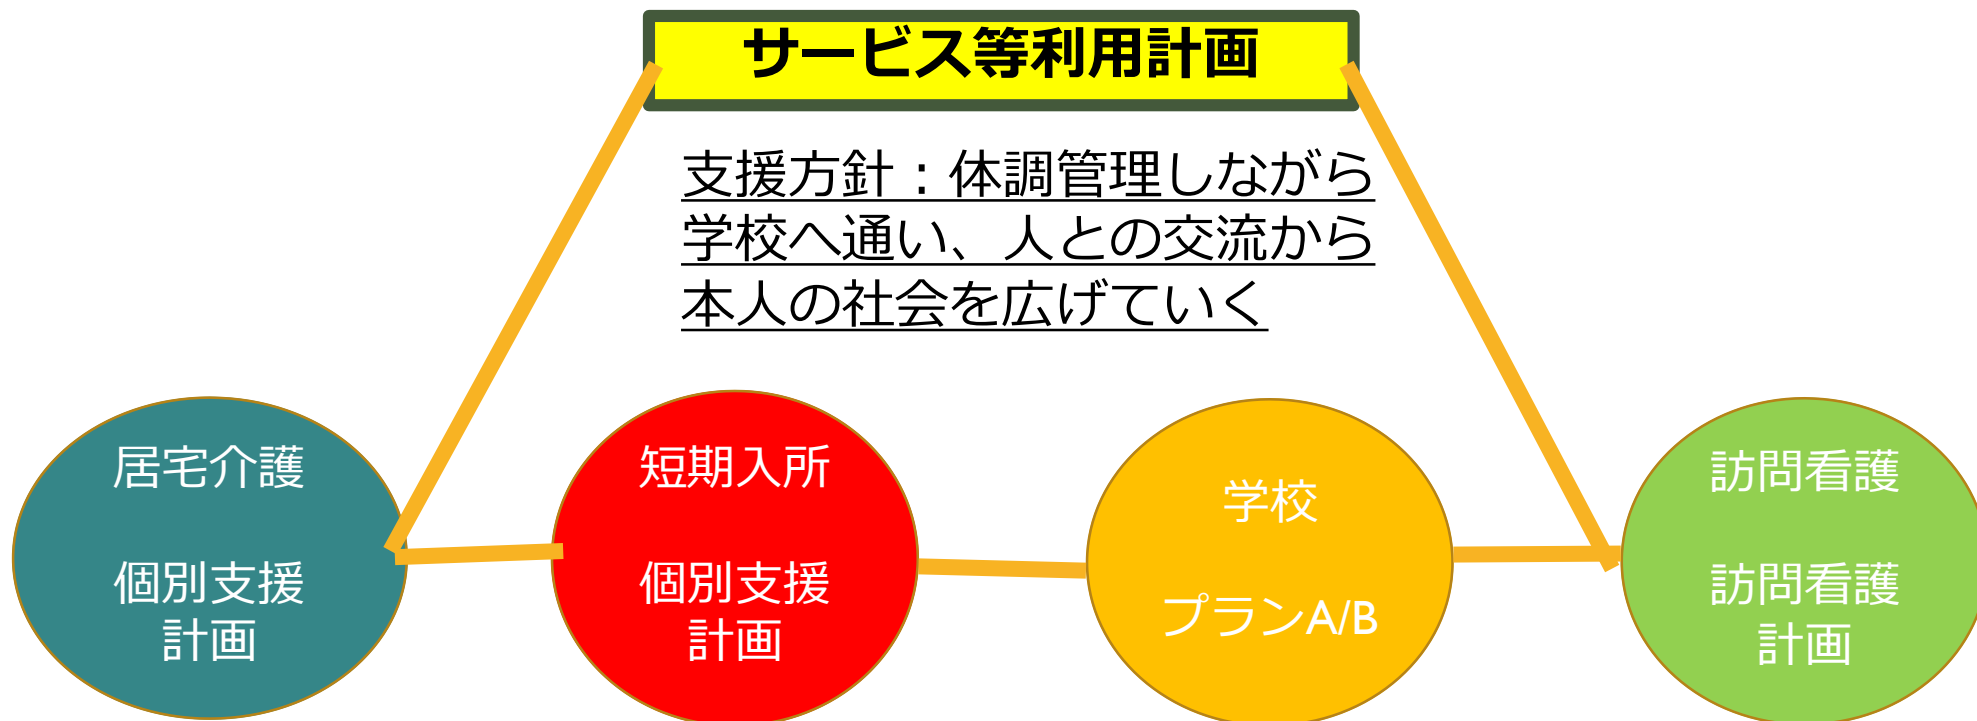 サービス等利用計画
支援方針：体調管理しながら
学校へ通い、人との交流から
本人の社会を広げていく
居宅介護
個別支援
計画
短期入所
個別支援
計画
学校
プランA/B
訪問看護
訪問看護
計画